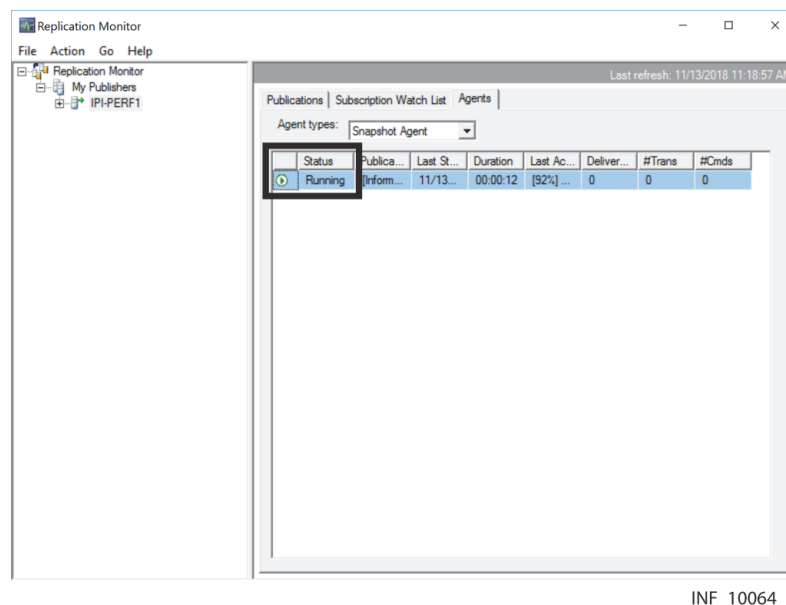 Replication Monitor
File Action Go Help
Replication Monitor
My Publishers
IPI-PERF1
Last refresh: 11/13/2018 11:18:57 AM
Publications Subscription Watch List Agents
Agent types: Snapshot Agent
Status Publica... Last St... Duration Last Ac... Deliver... #Trans #Cmds
Running [Inform... 11/13... 00:00:12 [92%] ... 0 0 0
INF 10064